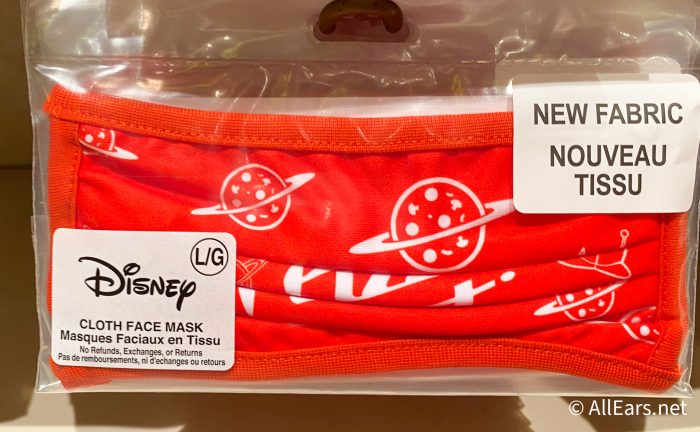 NEW FABRIC
NOUVEAU
TISSU
L/G
Disney
CLOTH FACE MASK
Masques Faciaux en Tissu
No Refunds, Exchanges, or Returns
Pas de remboursements, ni d'echanges ou retours
© AllEars.net